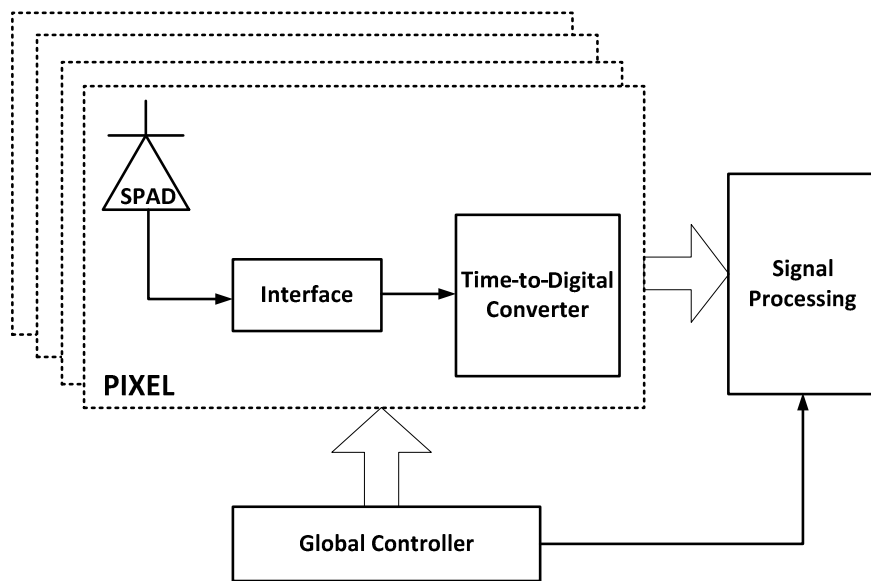 SPAD
Interface
Time-to-Digital
Converter
Signal
Processing
PIXEL
Global Controller